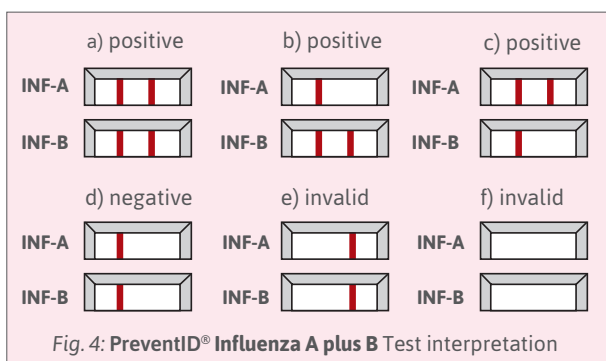 a) positive b) positive c) positive
INF-A INF-A INF-A
INF-B INF-B INF-B
d) negative e) invalid f) invalid
INF-A INF-A INF-A
INF-B INF-B INF-B
Fig. 4: PreventID® Influenza A plus B Test interpretation